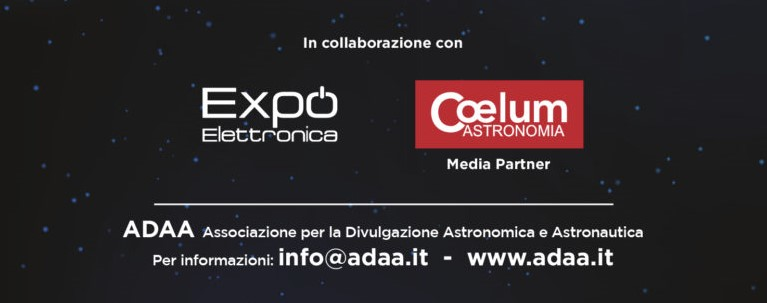 In collaborazione con
Expò
Elettronica
Cœlum
ASTRONOMIA
Media Partner
ADAA Associazione per la Divulgazione Astronomica e Astronautica
Per informazioni: info@adaa.it - www.adaa.it